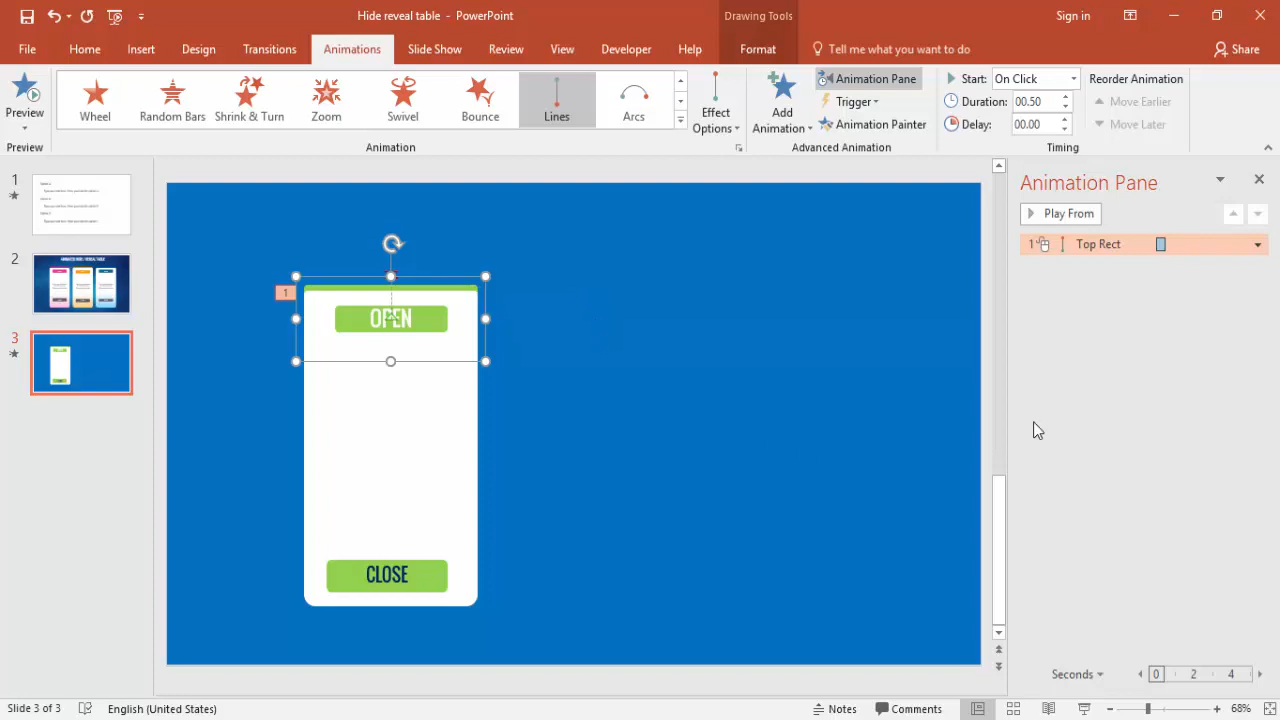 Hide reveal table - PowerPoint
Drawing Tools
Sign in
File
Home
Insert
Design
Transitions
Animations
Slide Show
Review
View
Developer
Help
Format
Tell me what you want to do
Share
Preview
Wheel
Random Bars
Shrink & Turn
Zoom
Swivel
Bounce
Lines
Arcs
Effect
Options
Add
Animation
Animation Pane
Trigger
Animation Painter
Start: On Click
Duration: 00.50
Delay: 00.00
Reorder Animation
Move Earlier
Move Later
Preview
Animation
Advanced Animation
Timing
1
2
3
1
OPEN
CLOSE
Animation Pane
Play From
1 Top Rect
Seconds
0 2 4
Slide 3 of 3
English (United States)
Notes
Comments
68%